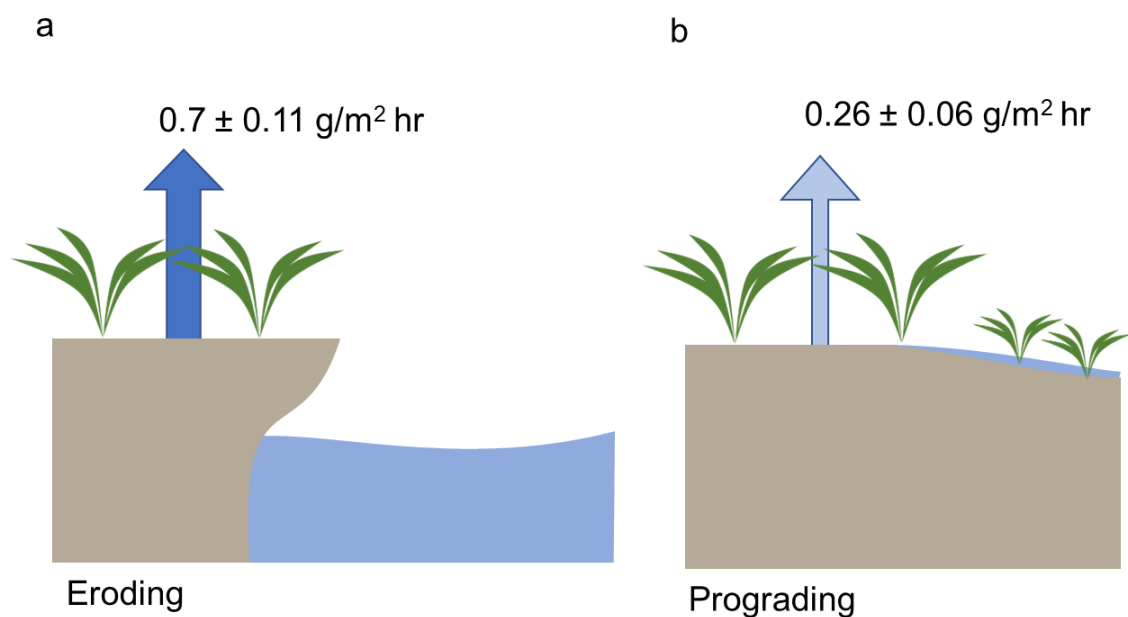 a
0.7 ± 0.11 g/m² hr
Eroding
b
0.26 ± 0.06 g/m² hr
Prograding